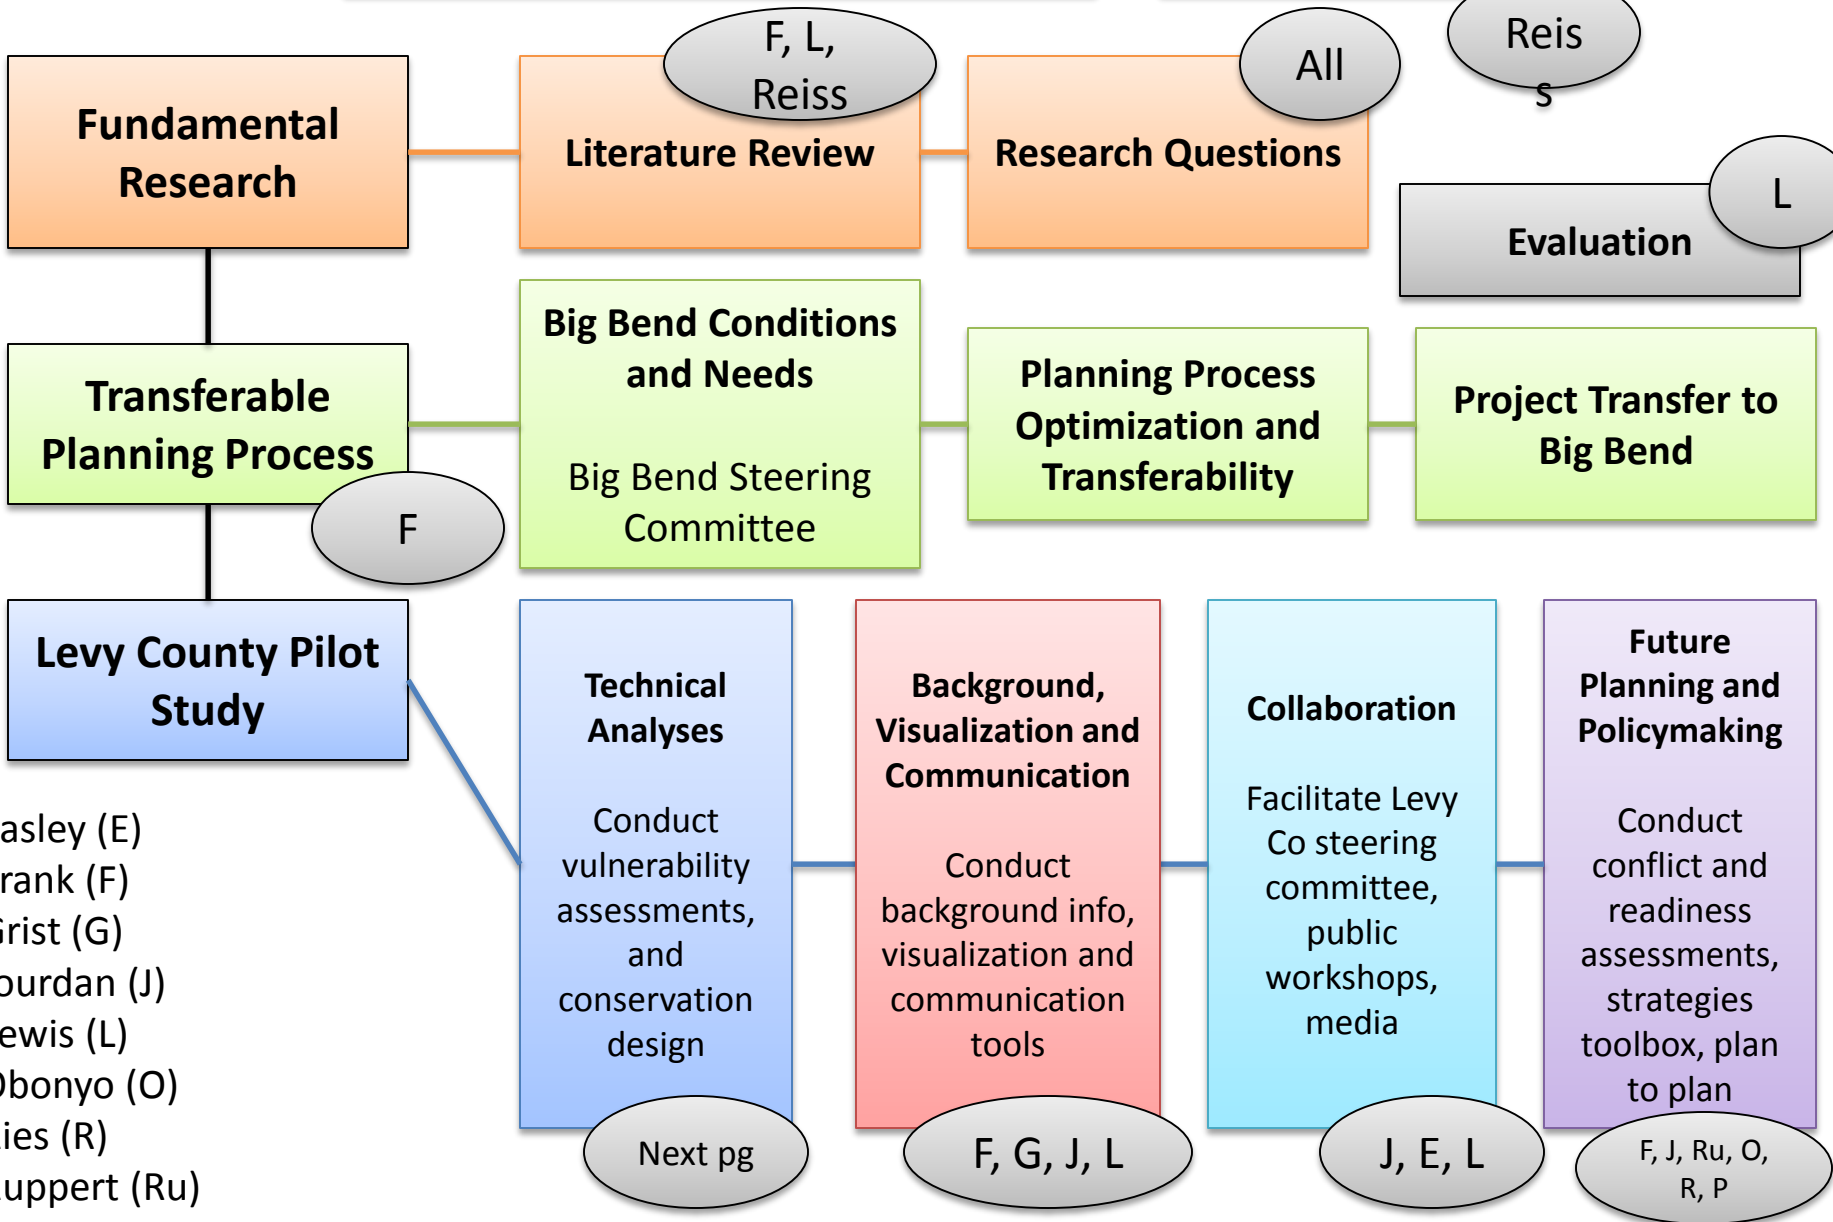 F, L,
Reiss
All
Reis
s
Fundamental
Research
Literature Review
Research Questions
L
Evaluation
Transferable
Planning Process
F
Big Bend Conditions
and Needs
Big Bend Steering
Committee
Planning Process
Optimization and
Transferability
Project Transfer to
Big Bend
Levy County Pilot
Study
Technical
Analyses
Conduct
vulnerability
assessments,
and
conservation
design
Next pg
Background,
Visualization and
Communication
Conduct
background info,
visualization and
communication
tools
F, G, J, L
Collaboration
Facilitate Levy
Co steering
committee,
public
workshops,
media
J, E, L
Future
Planning and
Policymaking
Conduct
conflict and
readiness
assessments,
strategies
toolbox, plan
to plan
F, J, Ru, O,
R, P
asley (E)
rank (F)
Grist (G)
ourdan (J)
ewis (L)
Obonyo (O)
ies (R)
uppert (Ru)